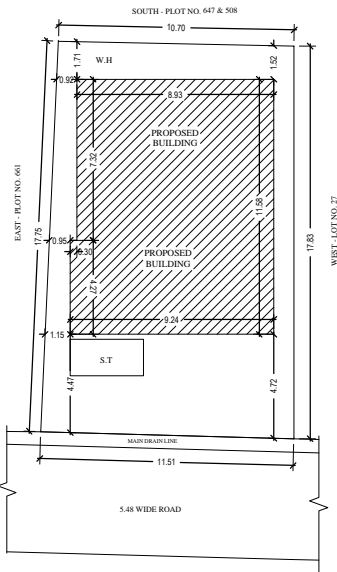 SOUTH - PLOT NO. 647 & 508
10.70
1.71
W.H
1.52
0.92
8.93
PROPOSED
BUILDING
7.32
11.58
EAST - PLOT NO. 661
17.75
17.83
WEST - LOT NO. 27
0.95
0.30
PROPOSED
BUILDING
4.27
9.24
1.15
S.T
4.47
4.72
MAIN DRAIN LINE
11.51
5.48 WIDE ROAD